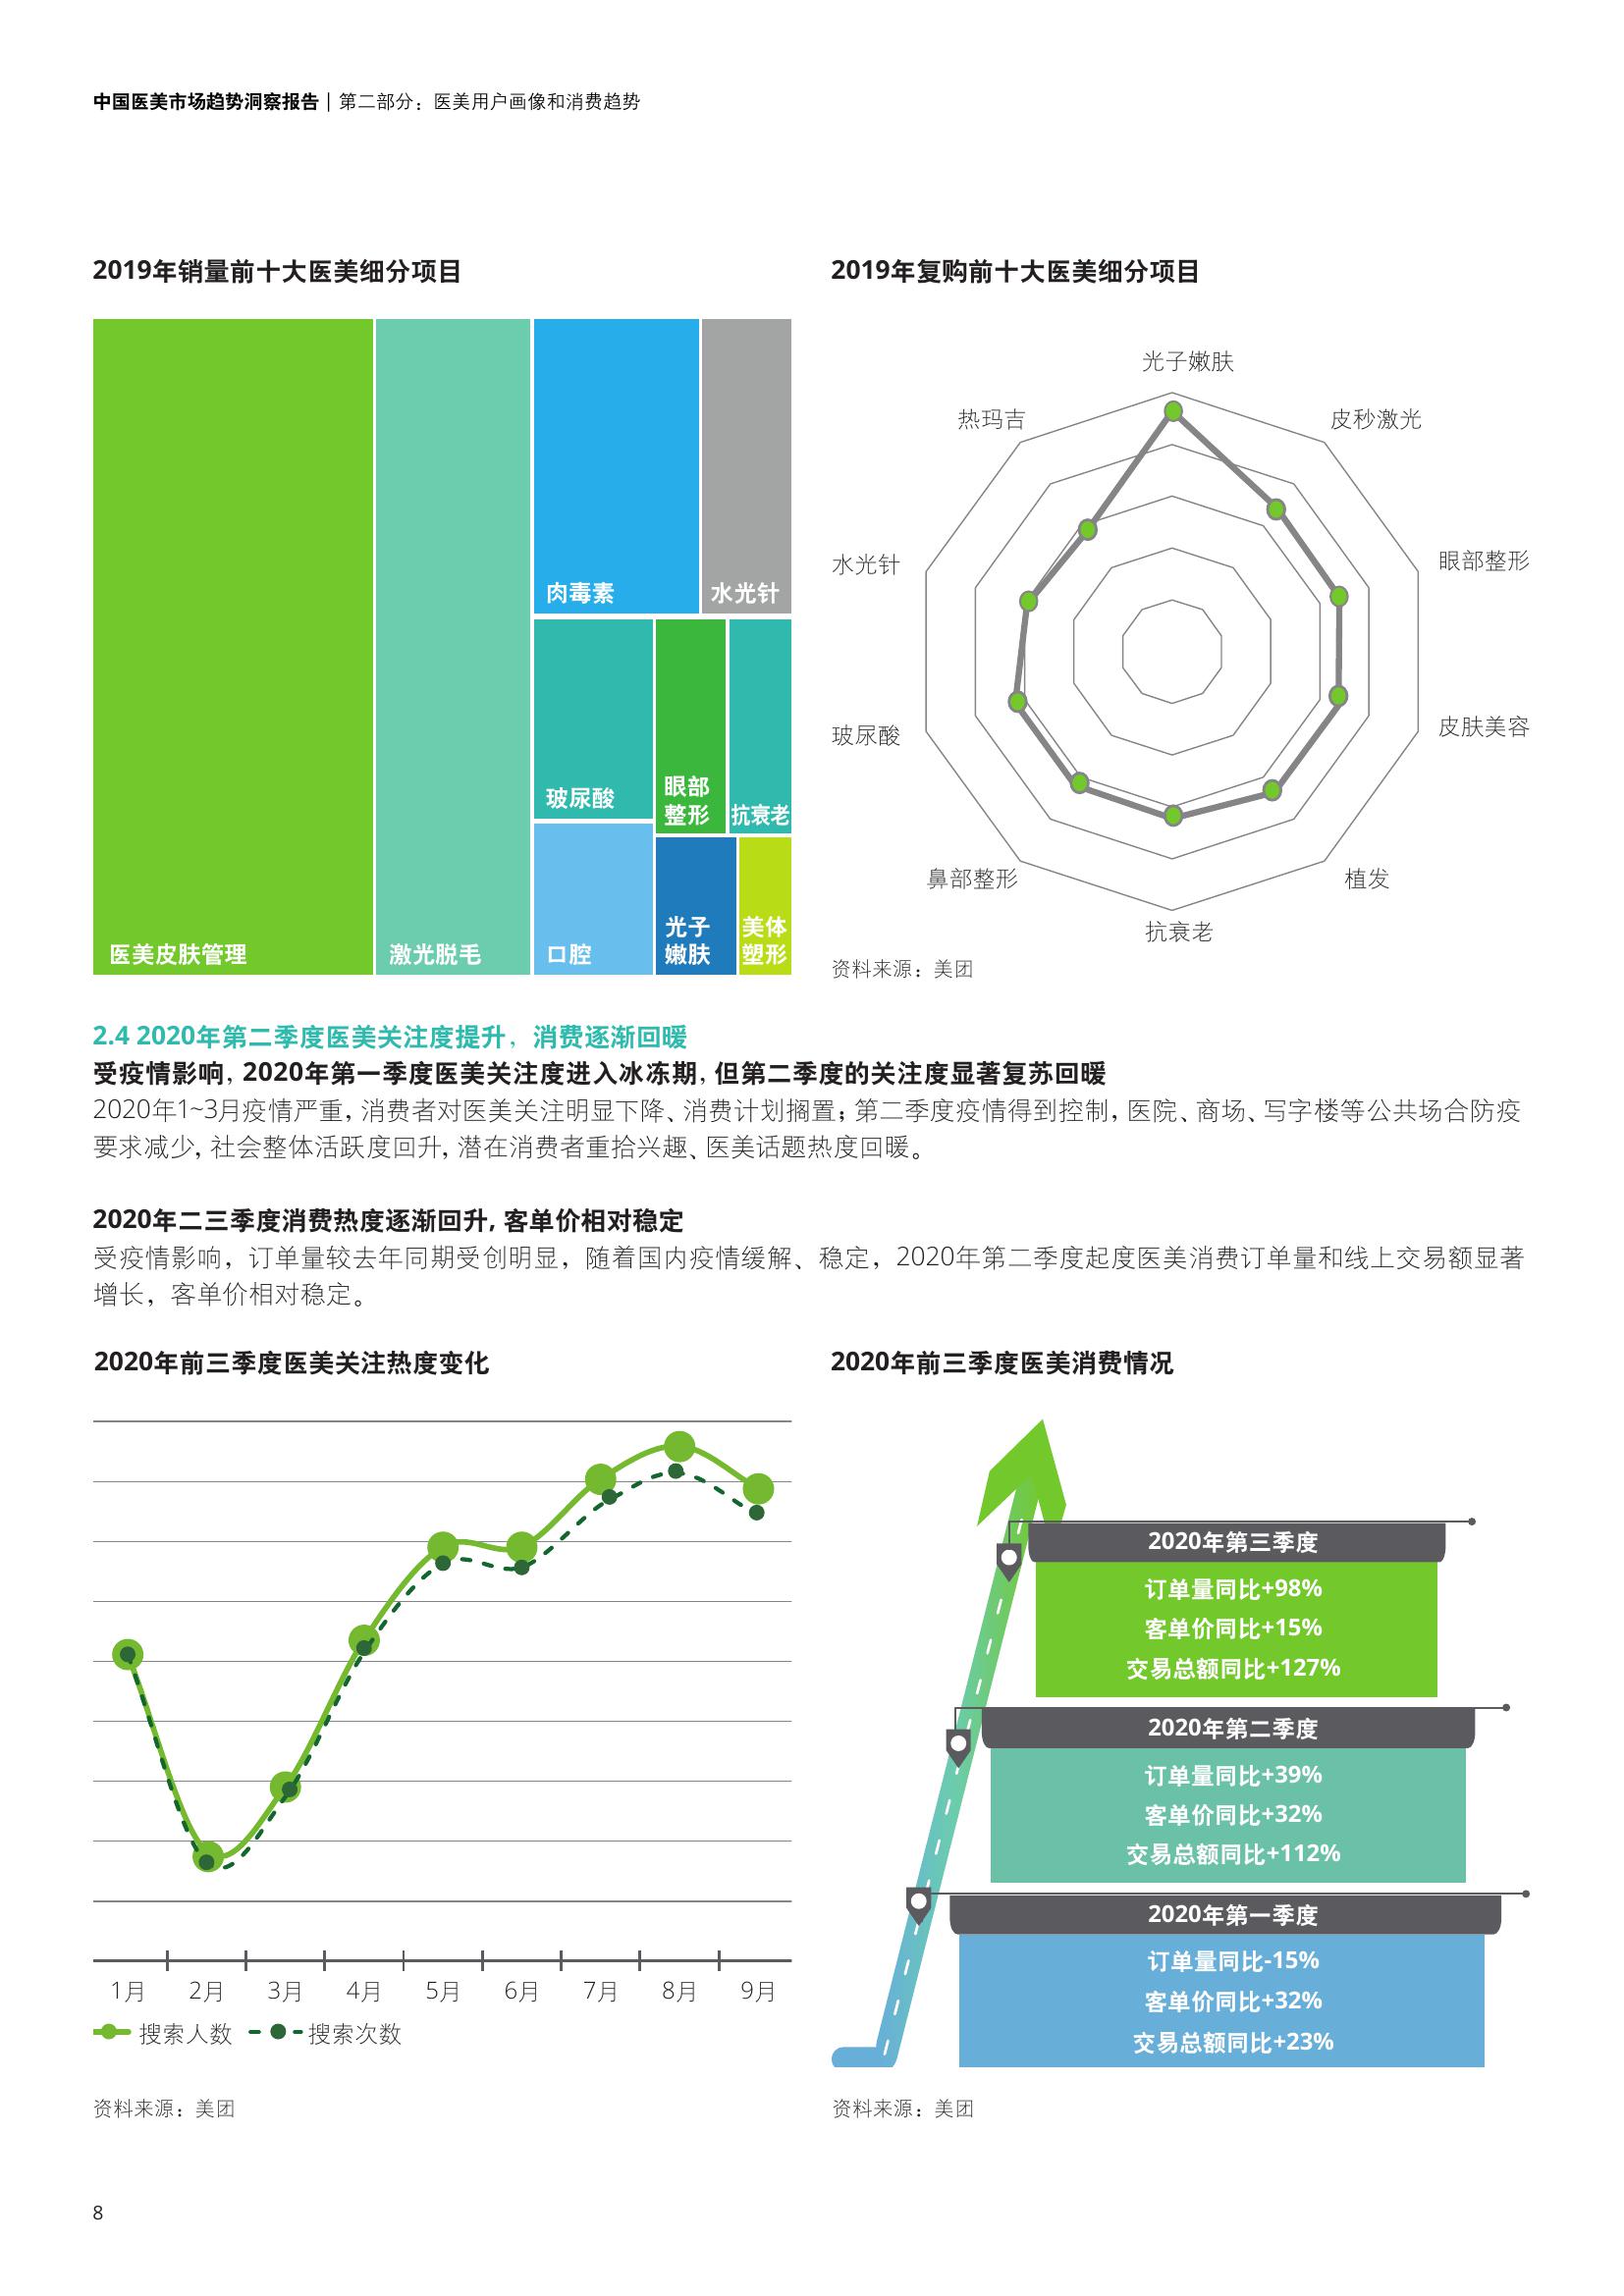 中国医美市场趋势洞察报告 | 第二部分：医美用户画像和消费趋势
2019年销量前十大医美细分项目
肉毒素
水光针
玻尿酸
眼部
整形
抗衰老
医美皮肤管理
激光脱毛
口腔
光子
嫩肤
美体
塑形
2019年复购前十大医美细分项目
光子嫩肤
热玛吉
皮秒激光
水光针
眼部整形
玻尿酸
皮肤美容
鼻部整形
植发
抗衰老
资料来源：美团
2.4 2020年第二季度医美关注度提升，消费逐渐回暖
受疫情影响，2020年第一季度医美关注度进入冰冻期，但第二季度的关注度显著复苏回暖
2020年1~3月疫情严重，消费者对医美关注明显下降、消费计划搁置；第二季度疫情得到控制，医院、商场、写字楼等公共场合防疫
要求减少，社会整体活跃度回升，潜在消费者重拾兴趣、医美话题热度回暖。
2020年二三季度消费热度逐渐回升，客单价相对稳定
受疫情影响，订单量较去年同期受创明显，随着国内疫情缓解、稳定，2020年第二季度起度医美消费订单量和线上交易额显著
增长，客单价相对稳定。
2020年前三季度医美关注热度变化
1月 2月 3月 4月 5月 6月 7月 8月 9月
搜索人数 搜索次数
资料来源：美团
2020年前三季度医美消费情况
2020年第三季度
订单量同比+98%
客单价同比+15%
交易总额同比+127%
2020年第二季度
订单量同比+39%
客单价同比+32%
交易总额同比+112%
2020年第一季度
订单量同比-15%
客单价同比+32%
交易总额同比+23%
资料来源：美团
8